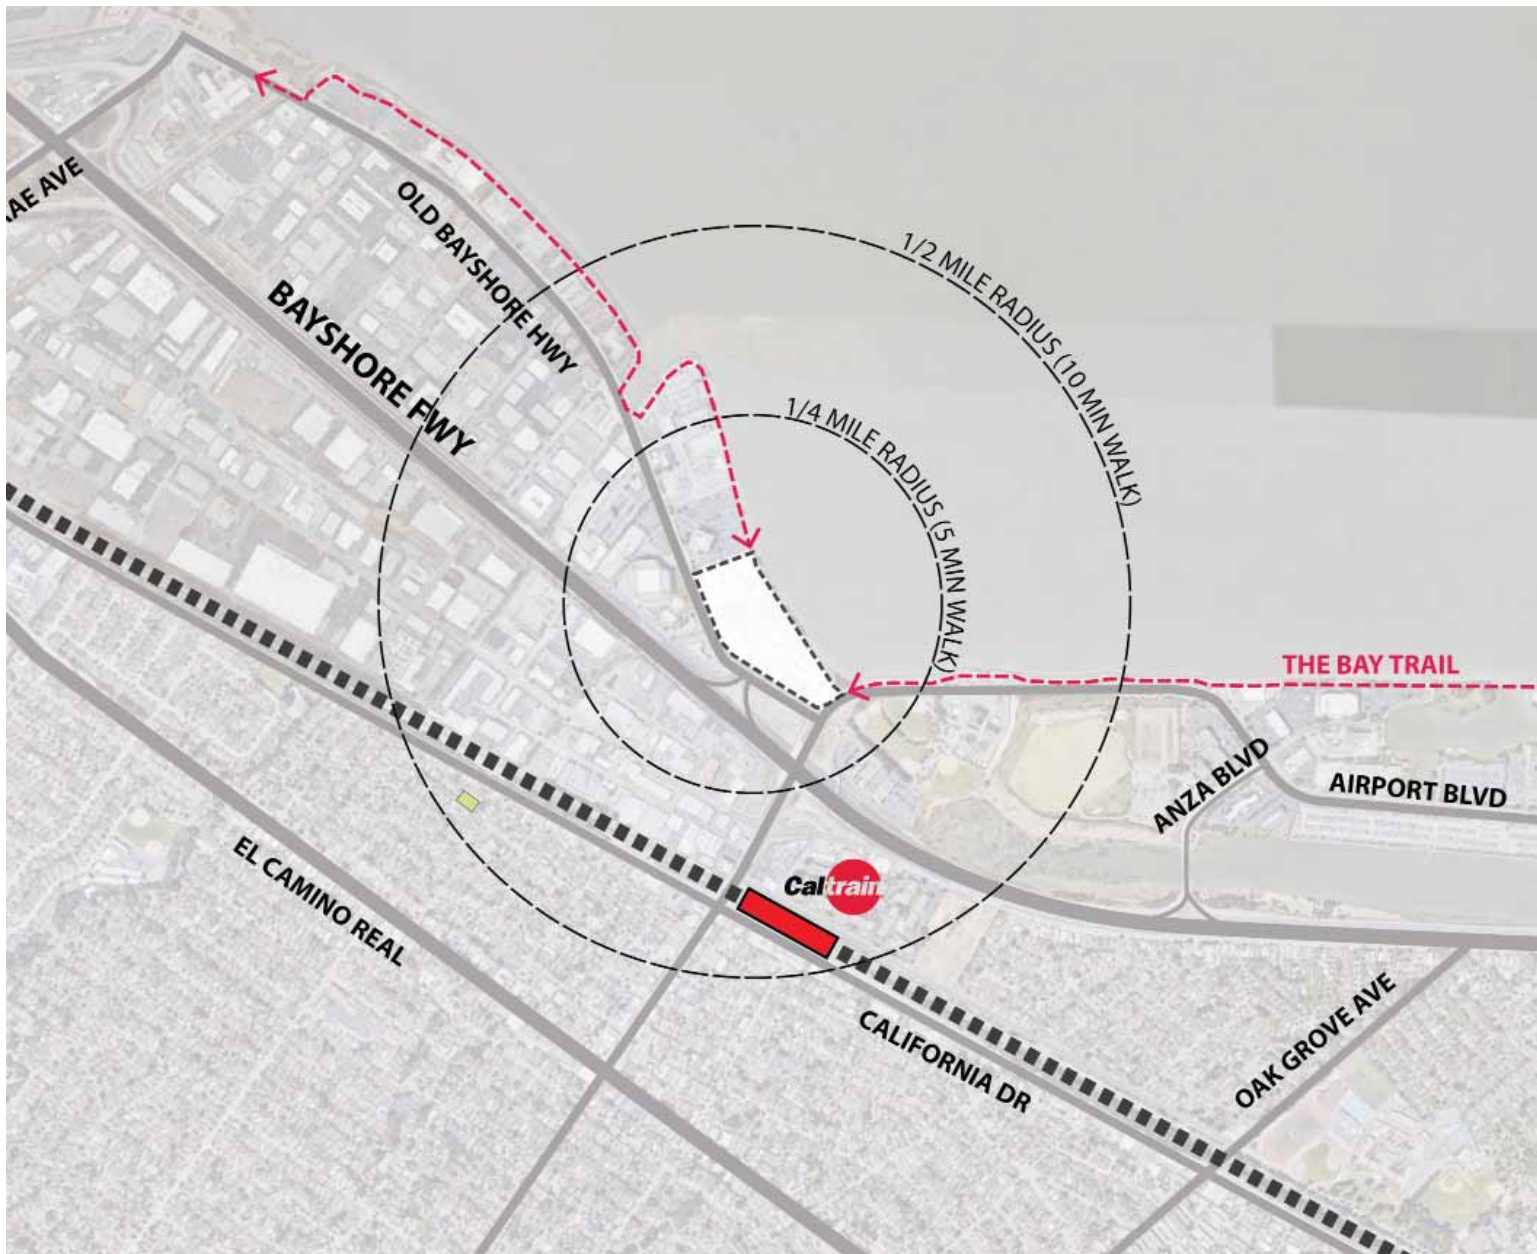 AE AVE
OLD BAYSHORE HWY
BAYSHORE FWY
1/2 MILE RADIUS (10 MIN WALK)
1/4 MILE RADIUS (5 MIN WALK)
THE BAY TRAIL
ANZA BLVD
AIRPORT BLVD
Caltrain
EL CAMINO REAL
CALIFORNIA DR
OAK GROVE AVE